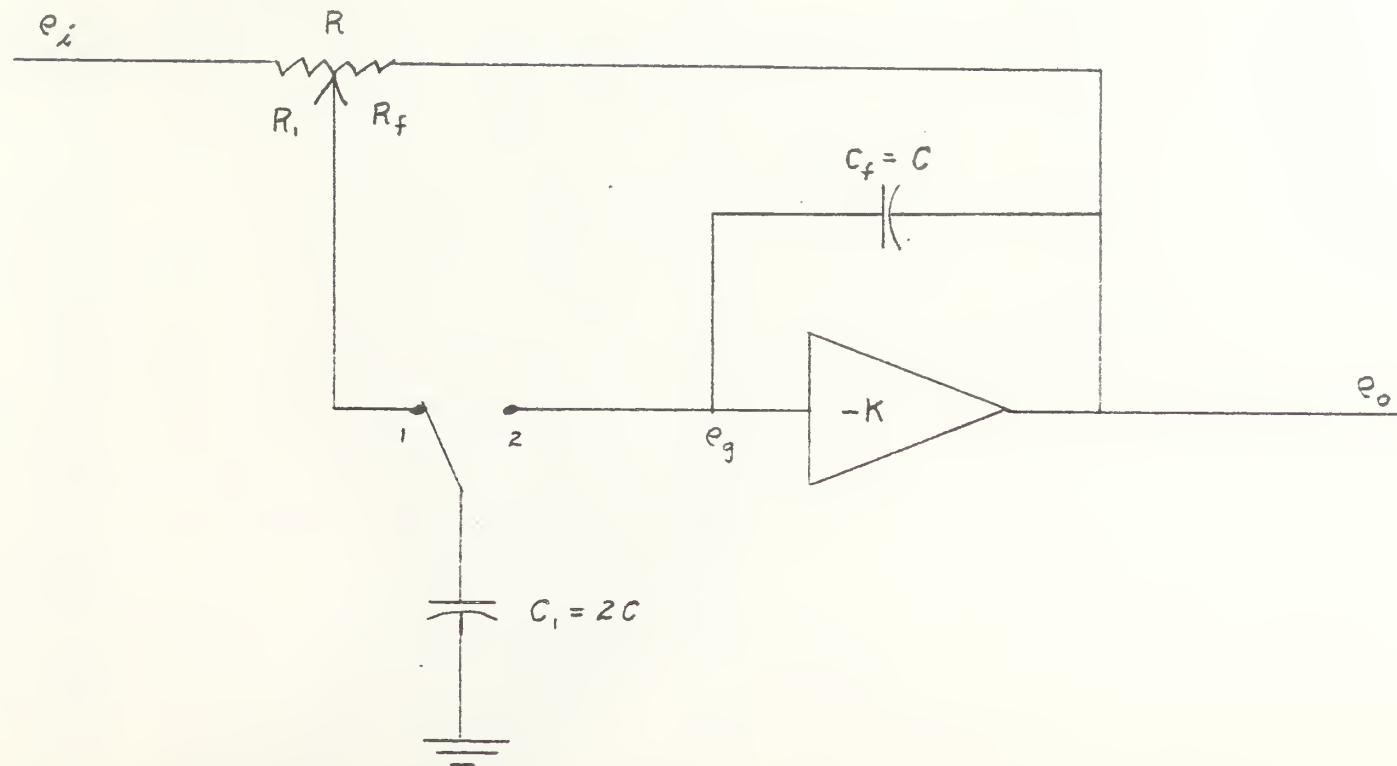 e_i
R
R_1
R_f
C_f = C
1
2
e_g
-K
e_o
C_1 = 2C